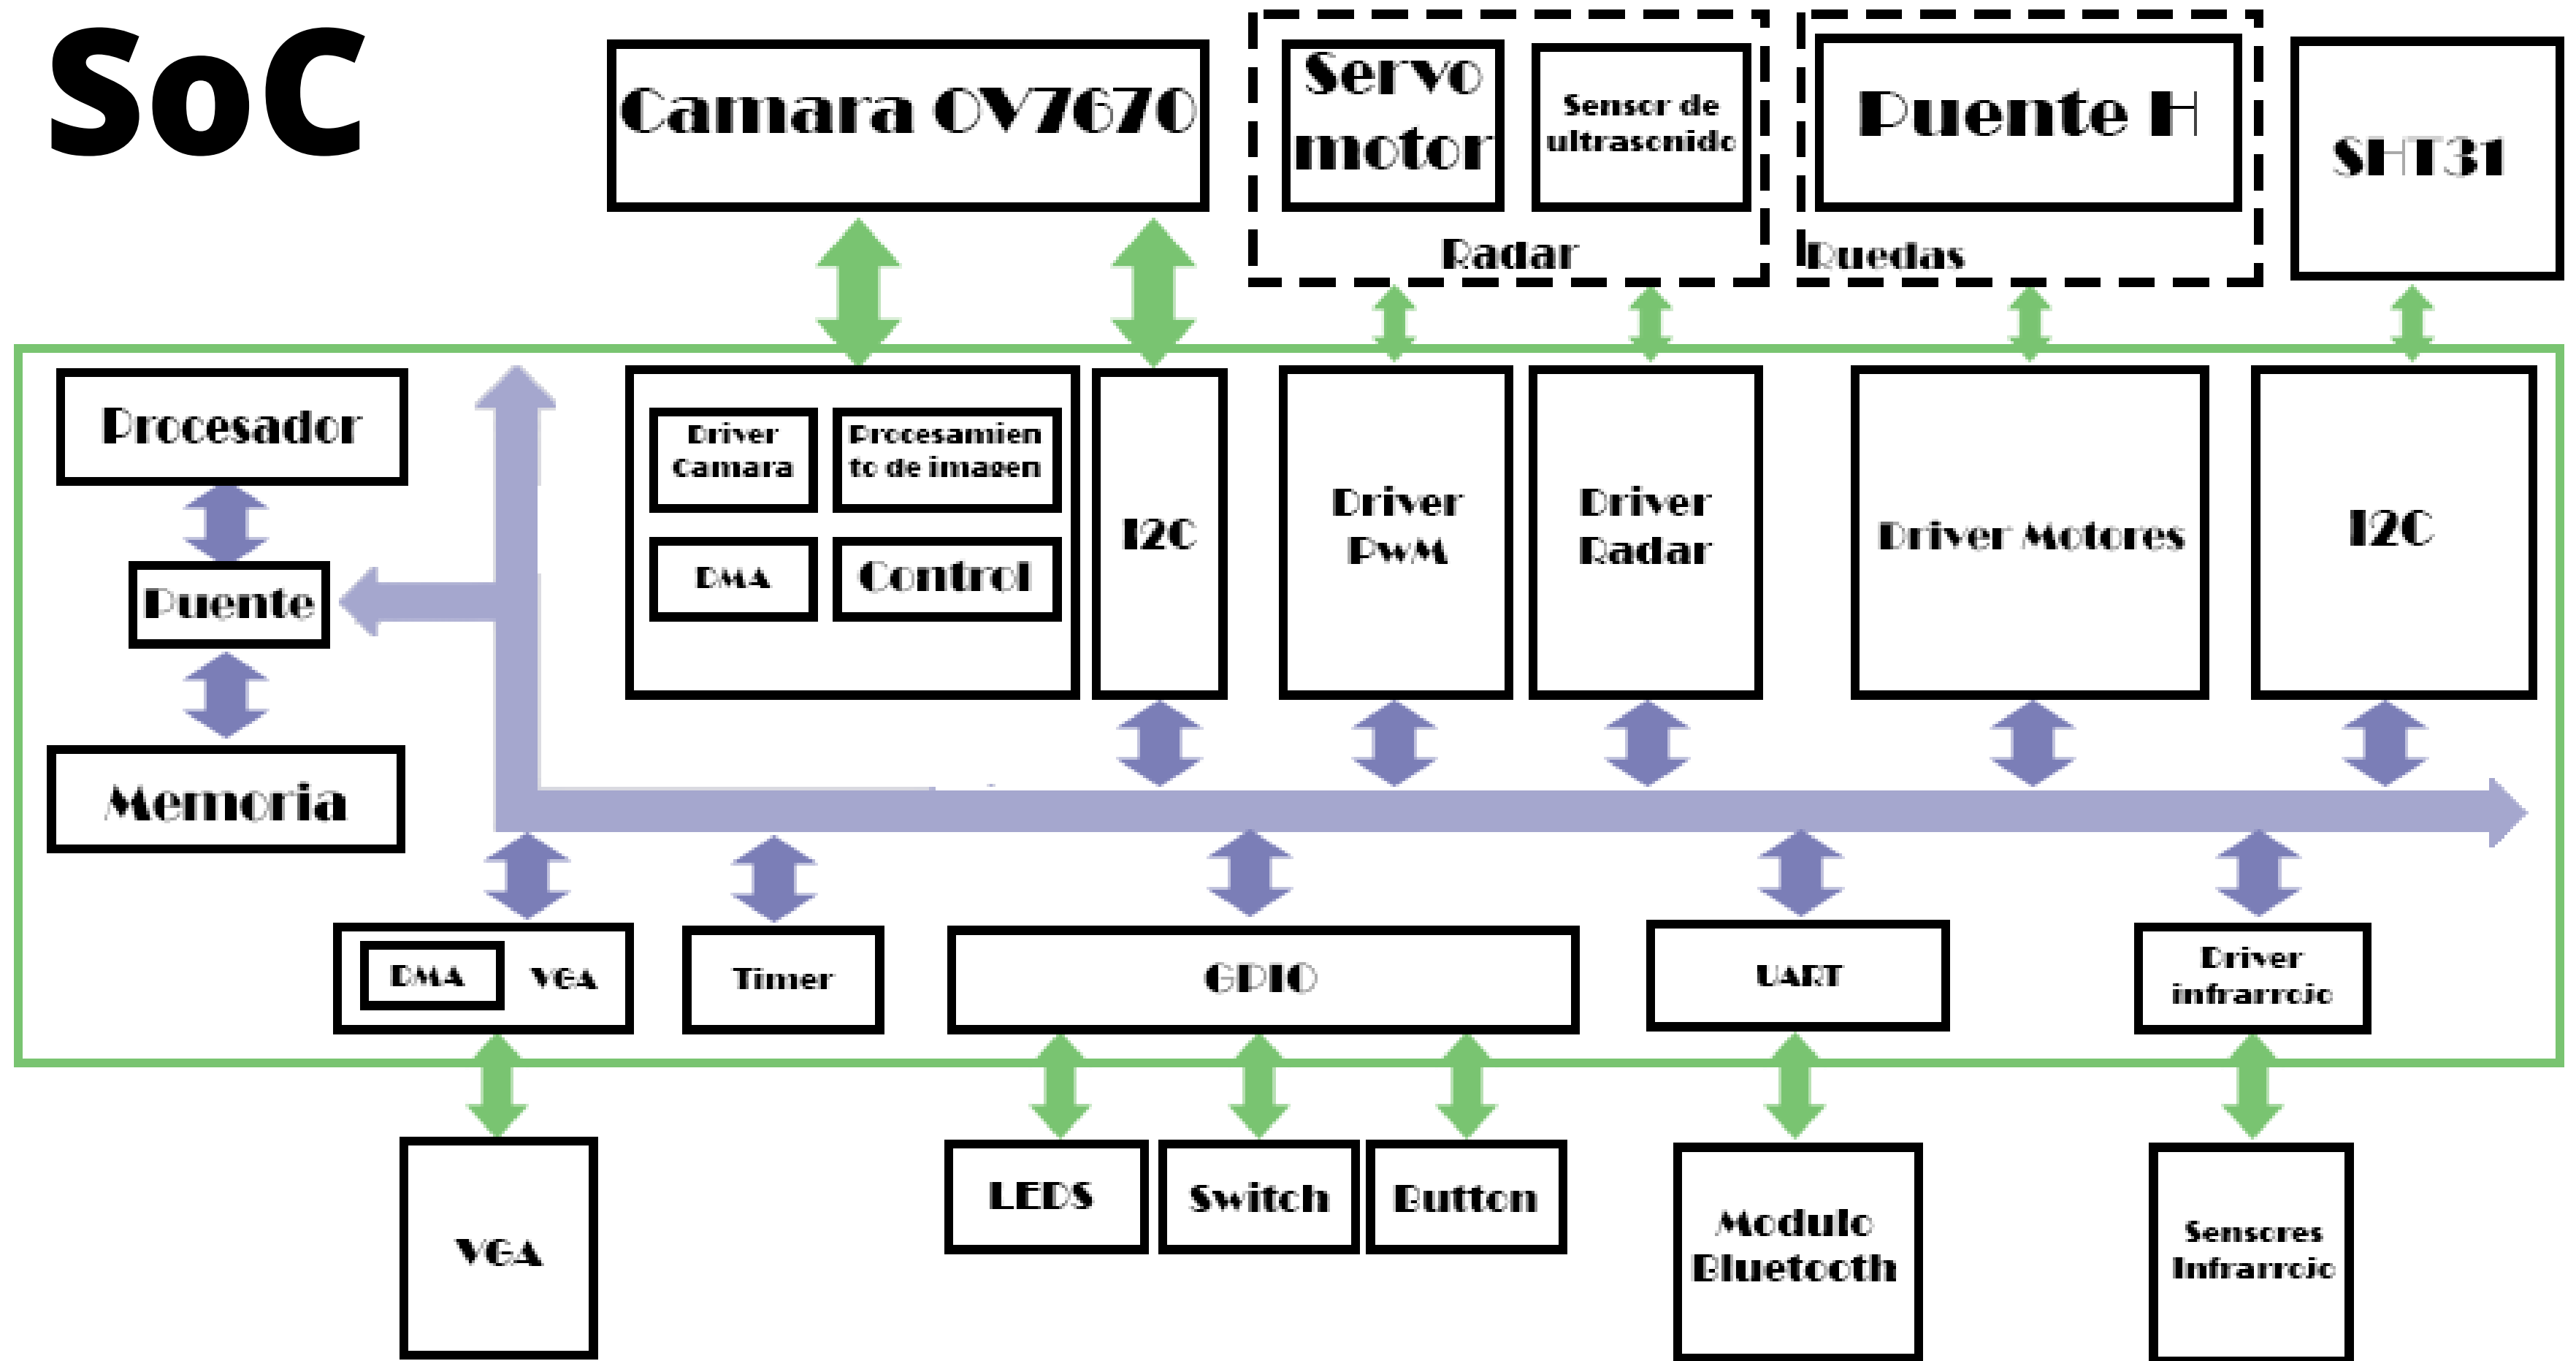 SoC
Camara OV7670
Servo
motor
Sensor de
ultrasonido
Radar
Puente H
Ruedas
SHT31
Procesador
Puente
Memoria
Driver
Camara
Procesamien
to de imagen
DMA
Control
I2C
Driver
PwM
Driver
Radar
Driver Motores
I2C
DMA
VGA
Timer
GPIO
UART
Driver
infrarrojo
VGA
LEDS
Switch
Button
Modulo
Bluetooth
Sensores
Infrarrojo